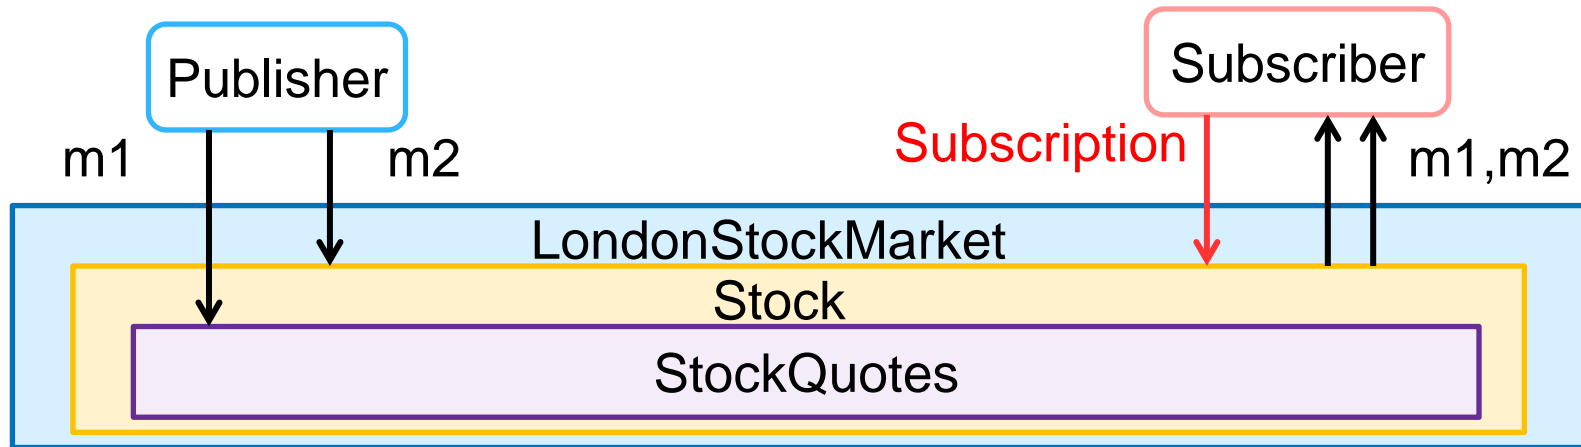 Publisher
Subscriber
m1
m2
Subscription
m1,m2
LondonStockMarket
Stock
StockQuotes